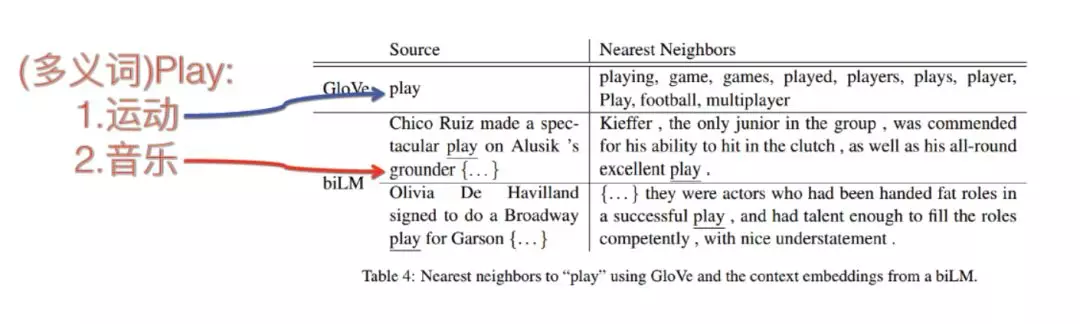 (多义词)Play:
1.运动
2.音乐
Source Nearest Neighbors
GloVe play playing, game, games, played, players, plays, player,
Play, football, multiplayer
biLM
Chico Ruiz made a spec-
tacular play on Alusik 's
grounder {...}
Kieffer , the only junior in the group , was commended
for his ability to hit in the clutch , as well as his all-round
excellent play .
Olivia De Havilland
signed to do a Broadway
play for Garson {...}
{...} they were actors who had been handed fat roles in
a successful play , and had talent enough to fill the roles
competently , with nice understatement .
Table 4: Nearest neighbors to “play” using GloVe and the context embeddings from a biLM.